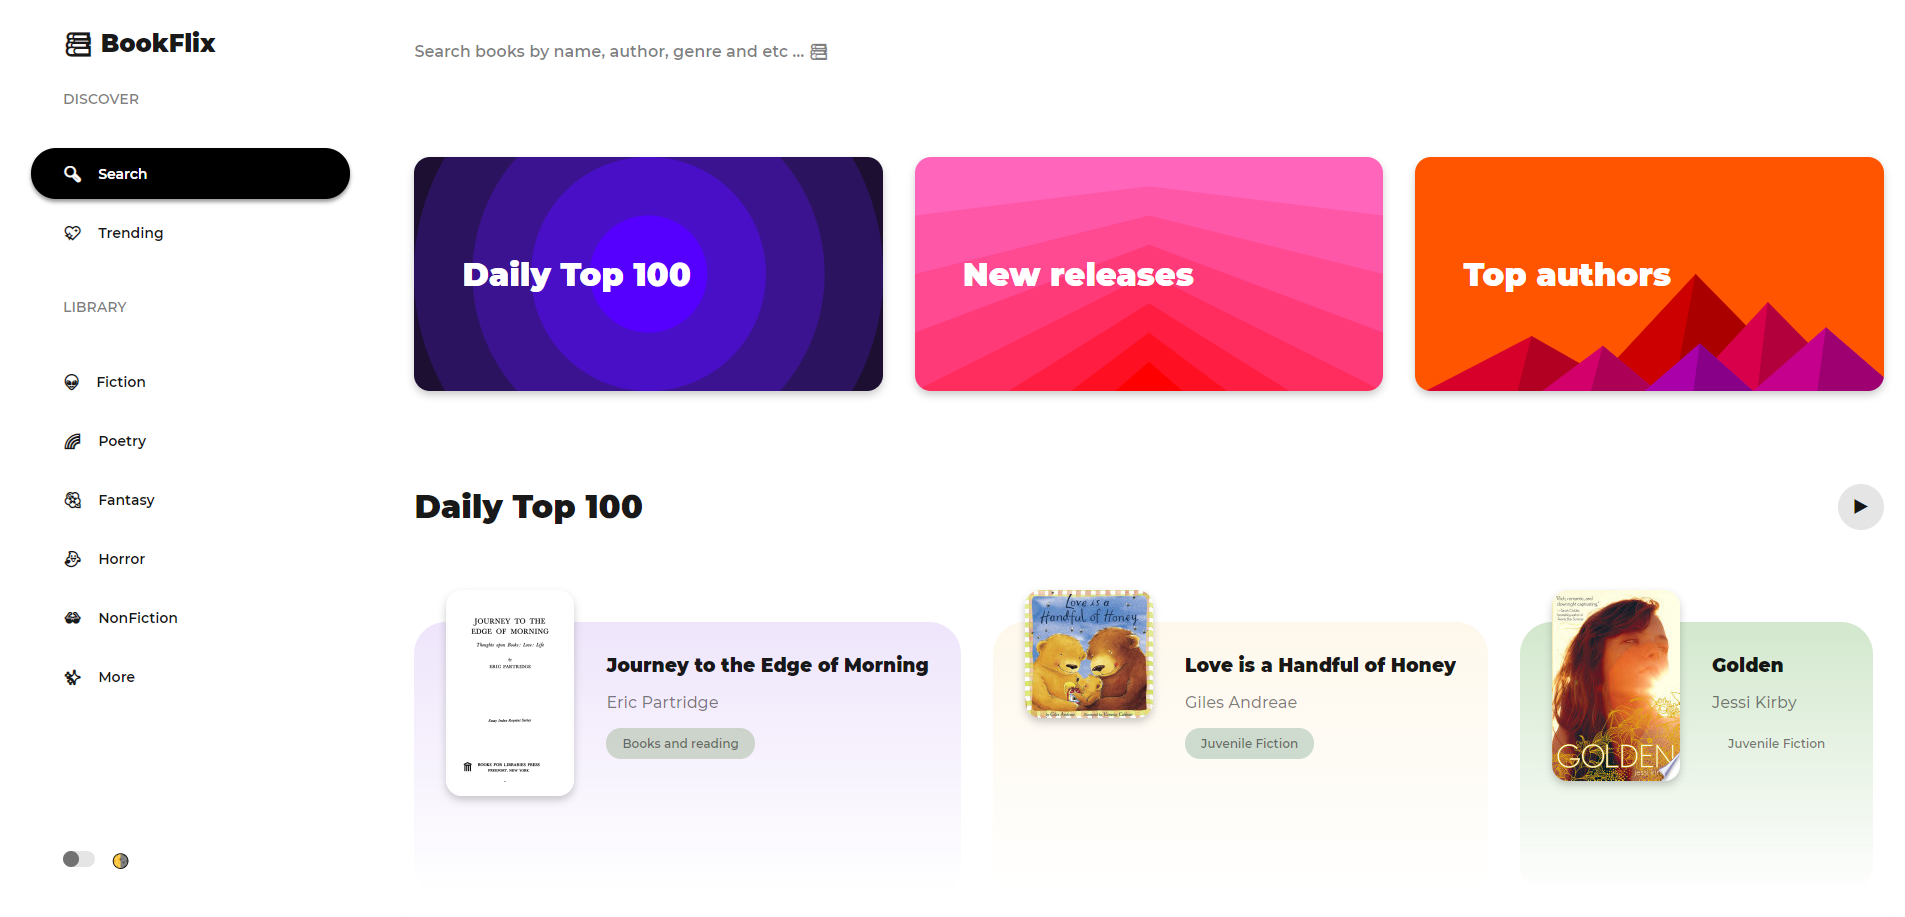 BookFlix
DISCOVER
Search
Trending
LIBRARY
Fiction
Poetry
Fantasy
Horror
NonFiction
More
Search books by name, author, genre and etc ...
Daily Top 100
New releases
Top authors
Daily Top 100
JOURNEY TO THE
EDGE OF MORNING
Thoughts upon Books: Love: Life
ERIC PARTRIDGE
Essay Index Reprint Series
BOOKS FOR LIBRARIES PRESS
FREEPORT, NEW YORK
Journey to the Edge of Morning
Eric Partridge
Books and reading
Love is a
Handful of Honey
Love is a Handful of Honey
Giles Andreae
Juvenile Fiction
GOLDEN
Golden
Jessi Kirby
Juvenile Fiction